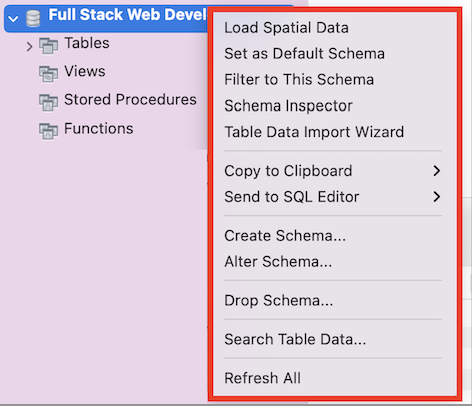 Full Stack Web Devel
Tables
Views
Stored Procedures
Functions
Load Spatial Data
Set as Default Schema
Filter to This Schema
Schema Inspector
Table Data Import Wizard
Copy to Clipboard
Send to SQL Editor
Create Schema...
Alter Schema...
Drop Schema...
Search Table Data...
Refresh All